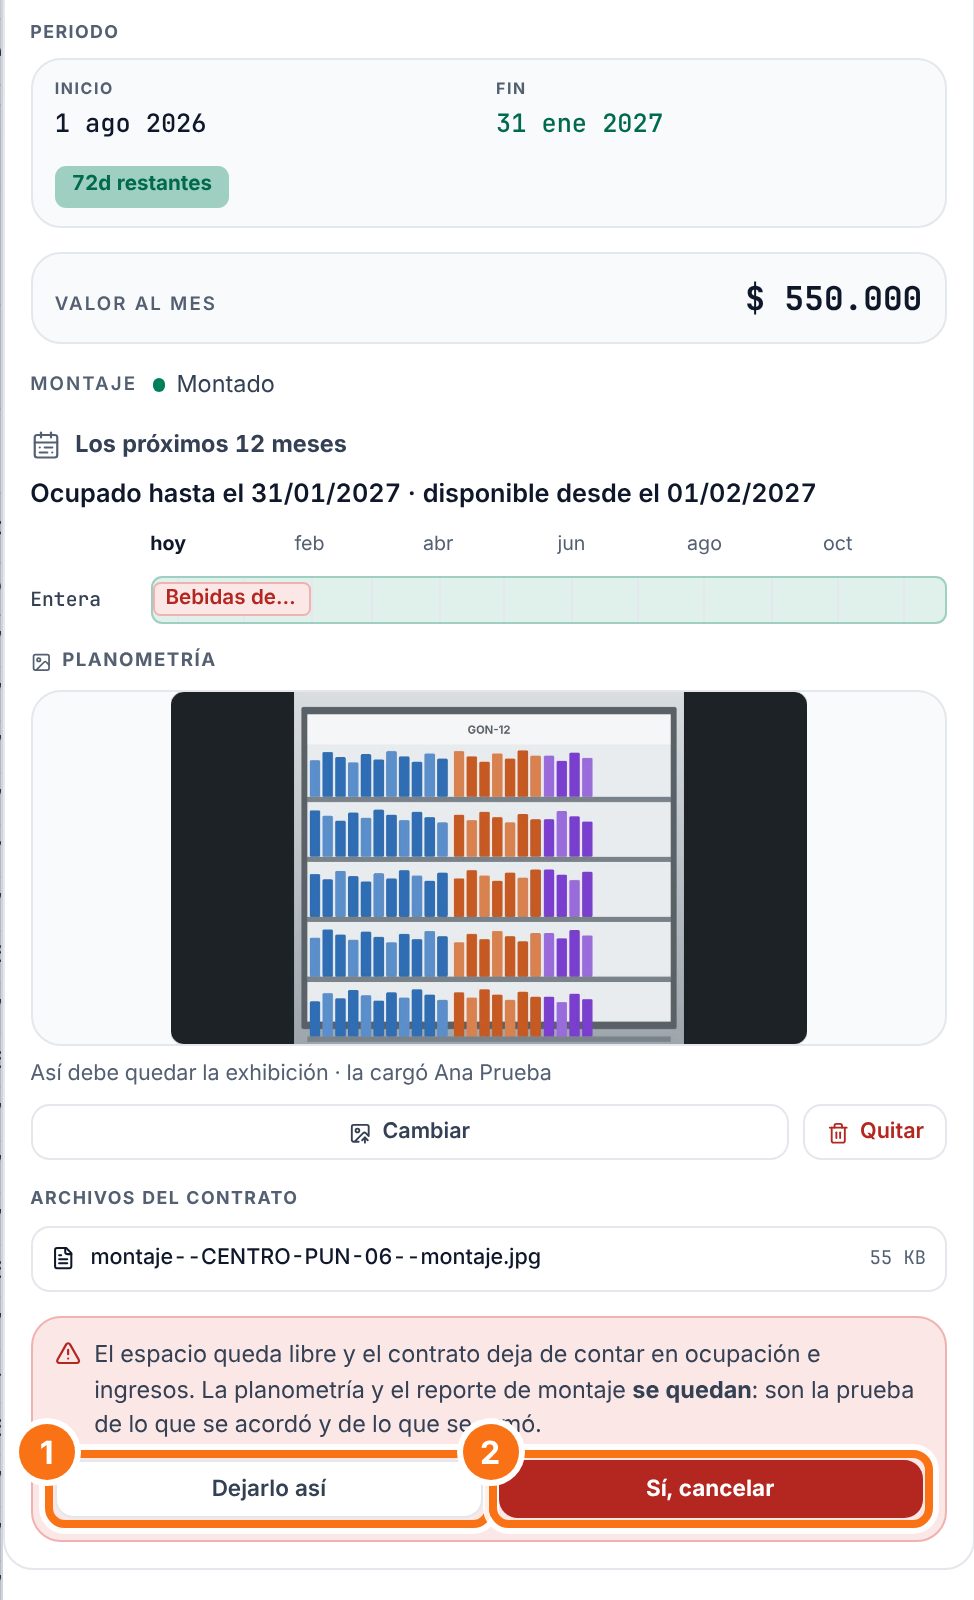 PERIODO
INICIO
FIN
1 ago 2026
31 ene 2027
72d restantes
VALOR AL MES
$ 550.000
MONTAJE
Montado
Los próximos 12 meses
Ocupado hasta el 31/01/2027 · disponible desde el 01/02/2027
hoy feb abr jun ago oct
Entera
Bebidas de...
PLANOMETRÍA
GON-12
Así debe quedar la exhibición · la cargó Ana Prueba
Cambiar
Quitar
ARCHIVOS DEL CONTRATO
montaje--CENTRO-PUN-06--montaje.jpg
55 KB
El espacio queda libre y el contrato deja de contar en ocupación e
ingresos. La planometría y el reporte de montaje se quedan: son la prueba
de lo que se acordó y de lo que se
1
2
Dejarlo así
Sí, cancelar